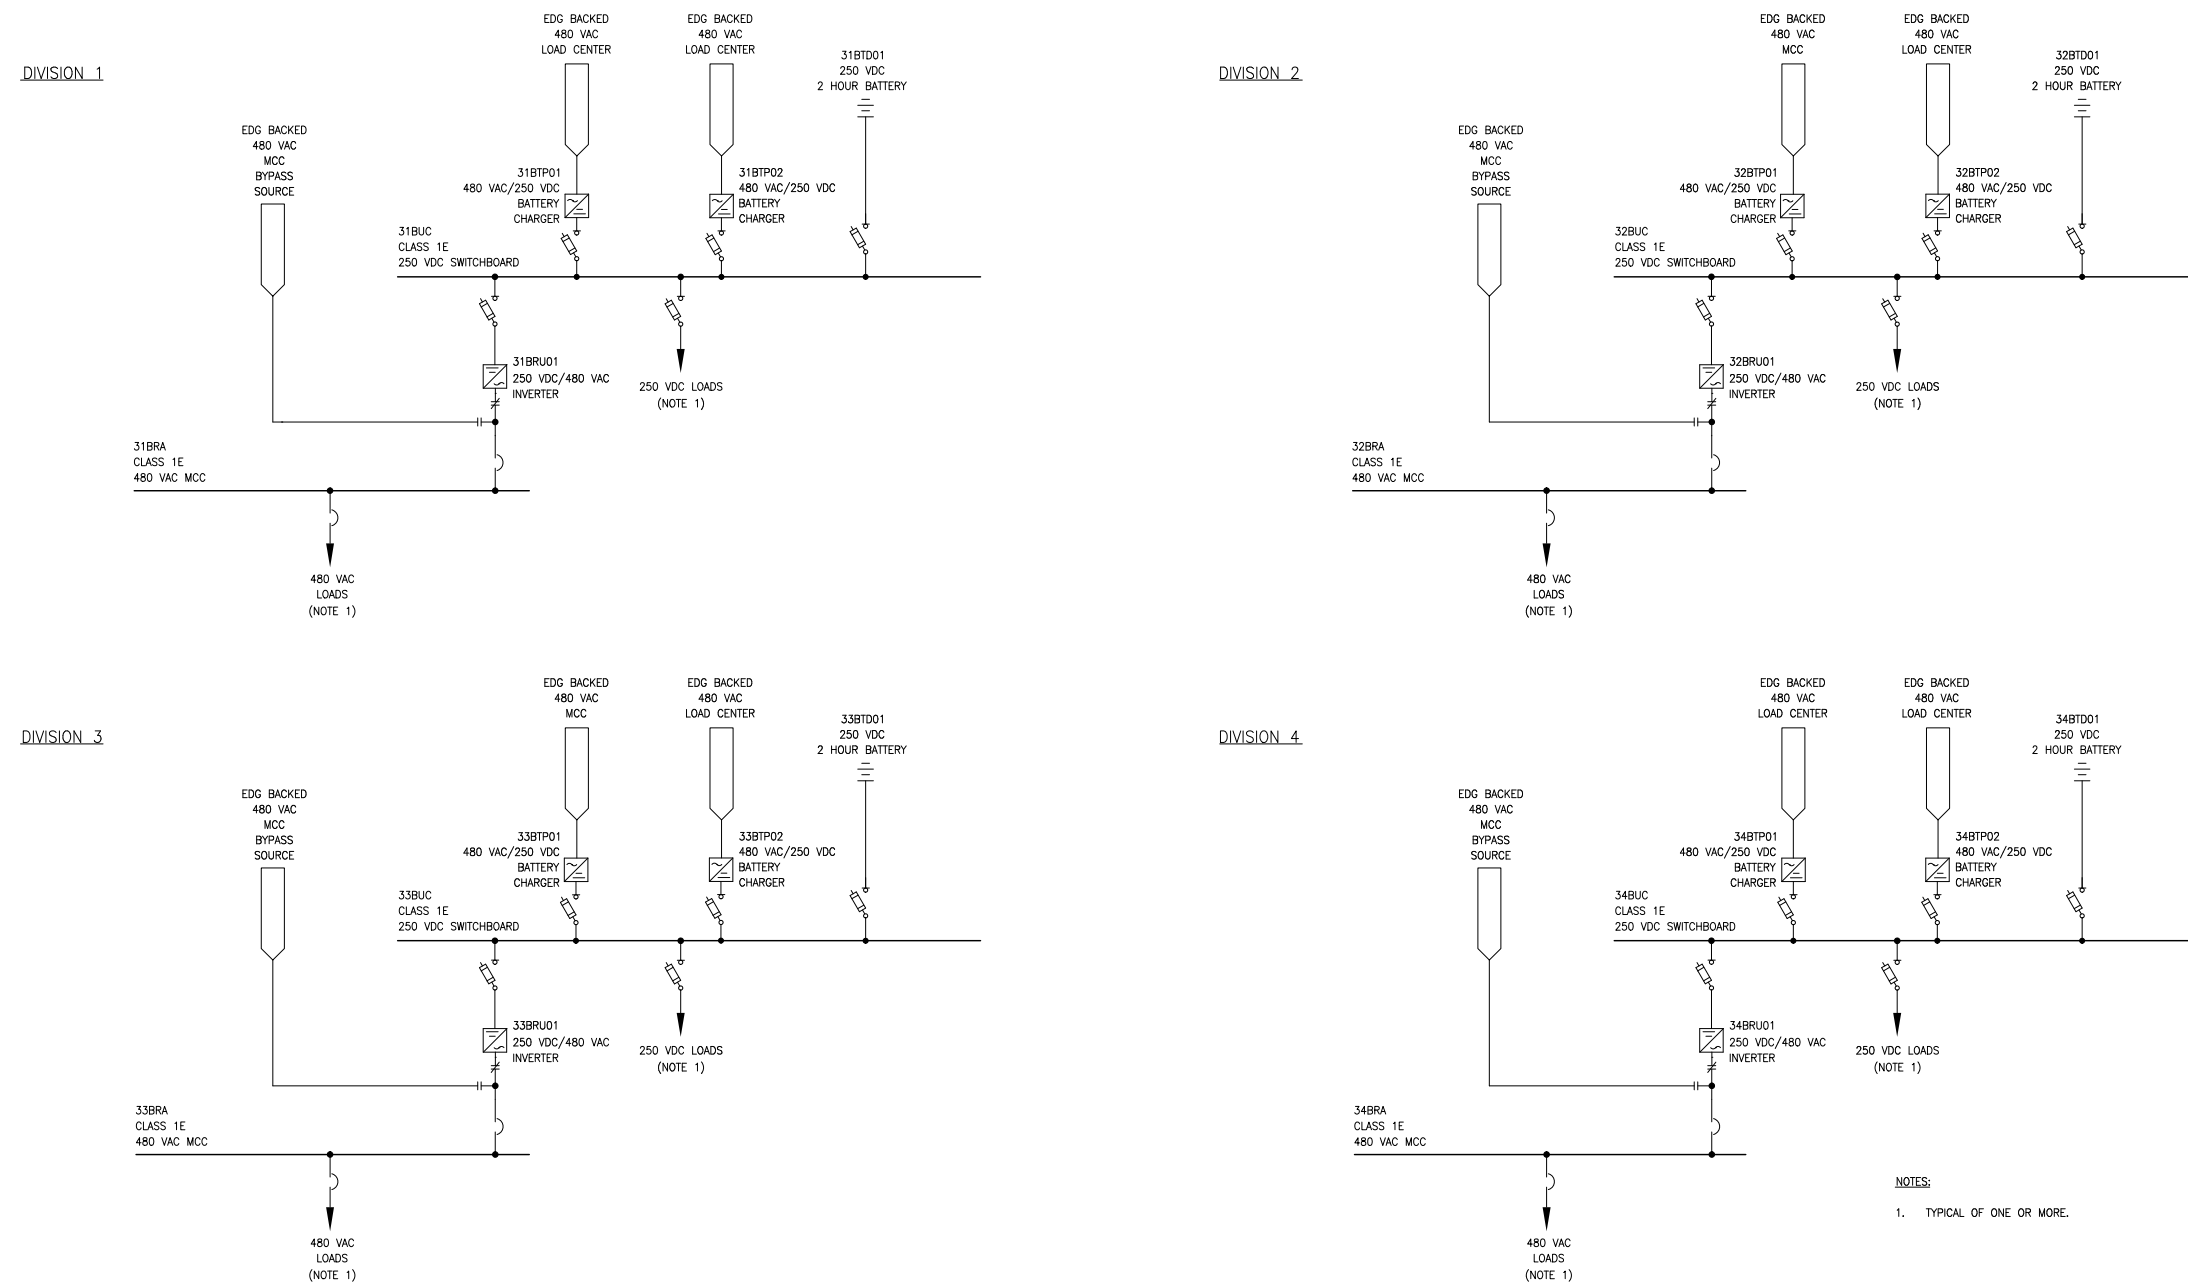 DIVISION 1
EDG BACKED
480 VAC
LOAD CENTER
EDG BACKED
480 VAC
LOAD CENTER
31BTD01
250 VDC
2 HOUR BATTERY
EDG BACKED
480 VAC
MCC
BYPASS
SOURCE
31BTP01
480 VAC/250 VDC
BATTERY
CHARGER
31BTP02
480 VAC/250 VDC
BATTERY
CHARGER
31BUC
CLASS 1E
250 VDC SWITCHBOARD
31BRU01
250 VDC/480 VAC
INVERTER
250 VDC LOADS
(NOTE 1)
31BRA
CLASS 1E
480 VAC MCC
480 VAC
LOADS
(NOTE 1)
DIVISION 2
EDG BACKED
480 VAC
MCC
EDG BACKED
480 VAC
LOAD CENTER
32BTD01
250 VDC
2 HOUR BATTERY
EDG BACKED
480 VAC
MCC
BYPASS
SOURCE
32BTP01
480 VAC/250 VDC
BATTERY
CHARGER
32BTP02
480 VAC/250 VDC
BATTERY
CHARGER
32BUC
CLASS 1E
250 VDC SWITCHBOARD
32BRU01
250 VDC/480 VAC
INVERTER
250 VDC LOADS
(NOTE 1)
32BRA
CLASS 1E
480 VAC MCC
480 VAC
LOADS
(NOTE 1)
DIVISION 3
EDG BACKED
480 VAC
MCC
EDG BACKED
480 VAC
LOAD CENTER
33BTD01
250 VDC
2 HOUR BATTERY
EDG BACKED
480 VAC
MCC
BYPASS
SOURCE
33BTP01
480 VAC/250 VDC
BATTERY
CHARGER
33BTP02
480 VAC/250 VDC
BATTERY
CHARGER
33BUC
CLASS 1E
250 VDC SWITCHBOARD
33BRU01
250 VDC/480 VAC
INVERTER
250 VDC LOADS
(NOTE 1)
33BRA
CLASS 1E
480 VAC MCC
480 VAC
LOADS
(NOTE 1)
DIVISION 4
EDG BACKED
480 VAC
LOAD CENTER
EDG BACKED
480 VAC
LOAD CENTER
34BTD01
250 VDC
2 HOUR BATTERY
EDG BACKED
480 VAC
MCC
BYPASS
SOURCE
34BTP01
480 VAC/250 VDC
BATTERY
CHARGER
34BTP02
480 VAC/250 VDC
BATTERY
CHARGER
34BUC
CLASS 1E
250 VDC SWITCHBOARD
34BRU01
250 VDC/480 VAC
INVERTER
250 VDC LOADS
(NOTE 1)
34BRA
CLASS 1E
480 VAC MCC
480 VAC
LOADS
(NOTE 1)
NOTES:
1. TYPICAL OF ONE OR MORE.